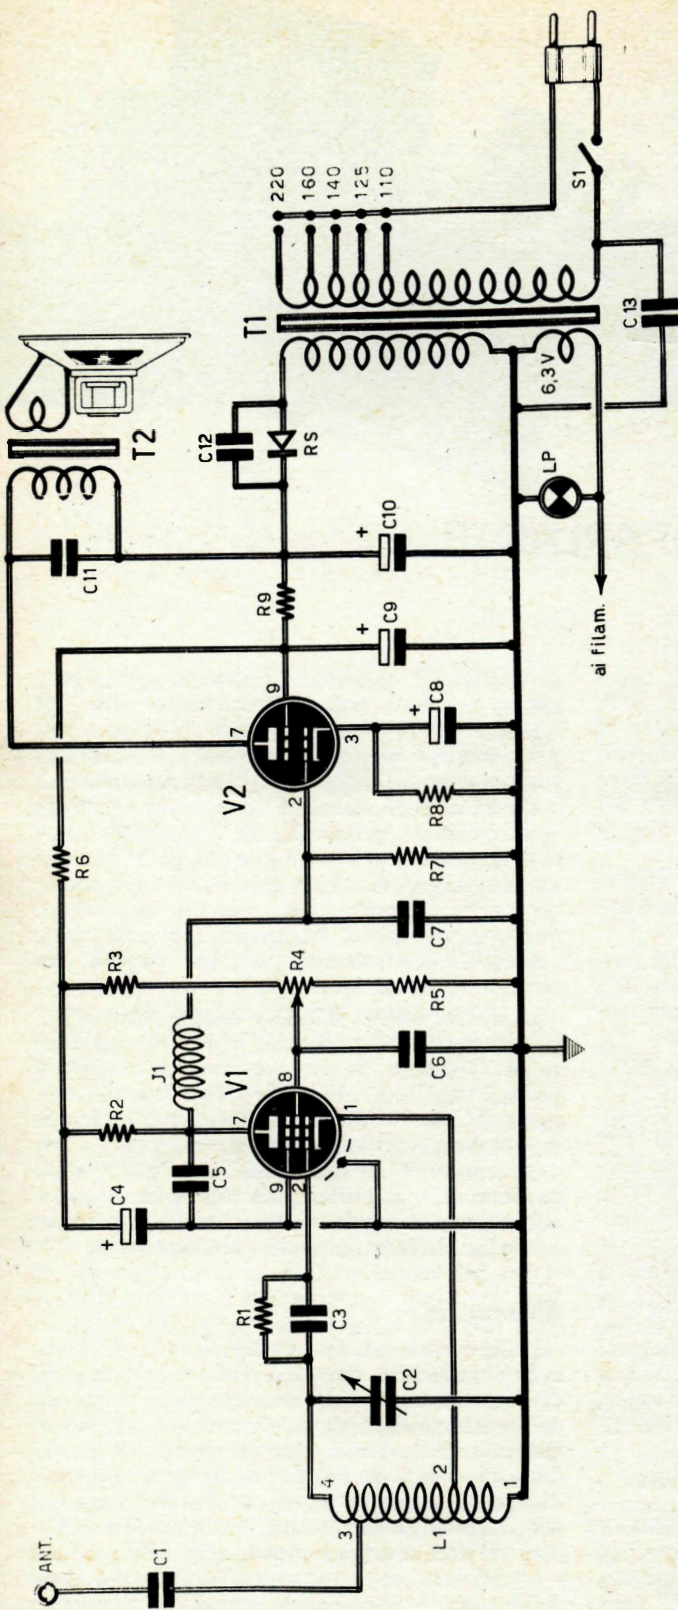 ANT.
C1
3
4
L1
2
1
C2
R1
C3
C4
+
C5
9
2
R2
7
V1
8
1
J1
C6
R3
R4
R5
C7
R6
R7
V2
2
7
9
3
R8
C8
+
R9
C9
+
C10
+
C11
T2
C12
RS
T1
220
160
140
125
110
S1
6,3V
LP
C13
ai filam.